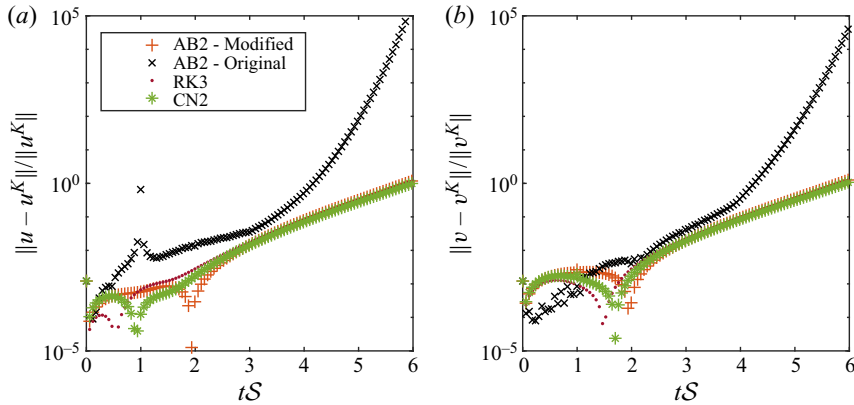 (a)
10^5
10^0
10^−5
||u − u^K||/||u^K||
AB2 - Modified
AB2 - Original
RK3
CN2
0 1 2 3 4 5 6
tS
(b)
10^5
10^0
10^−5
||v − v^K||/||v^K||
0 1 2 3 4 5 6
tS